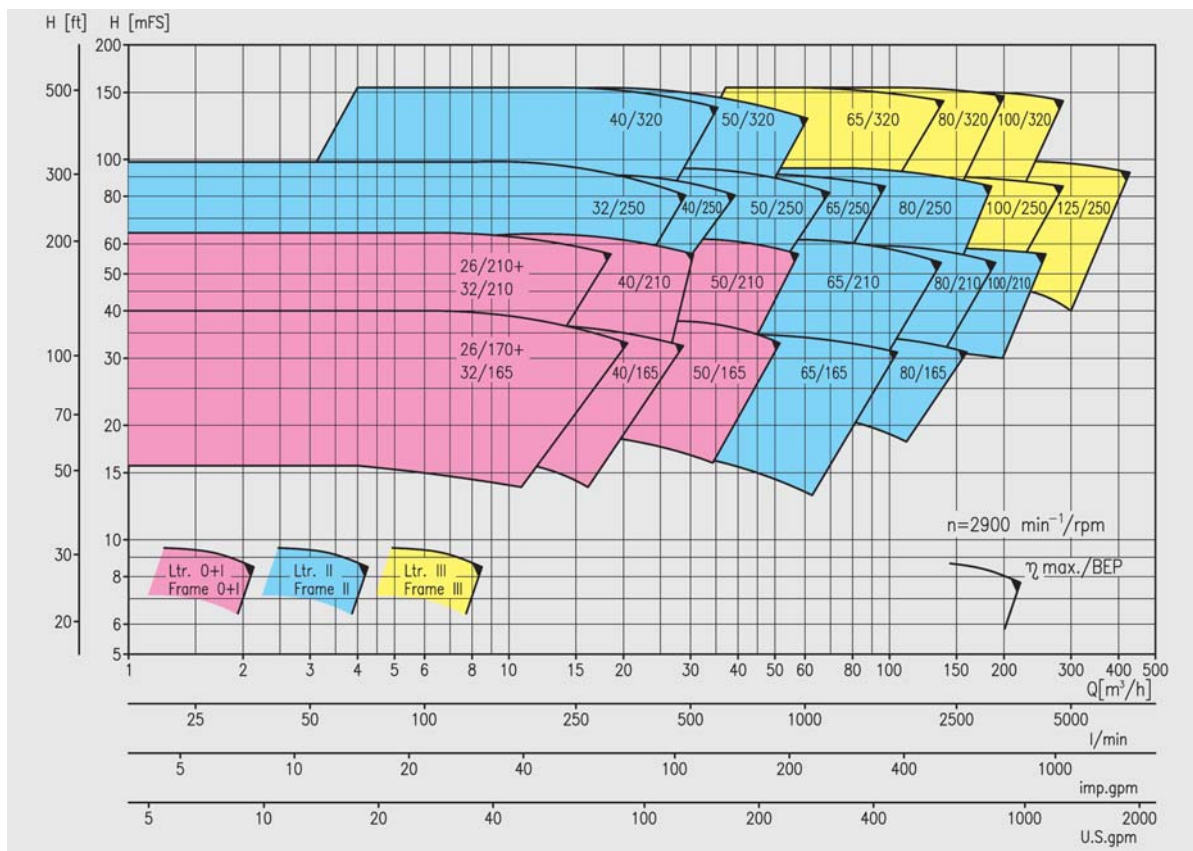 H [ft] H [mFS]
200
500
150
100
300
80
200
60
50
40
100
30
70
20
50
15
10
30
8
6
20
5
40/320 50/320 65/320 80/320 100/320
32/250 40/250 50/250 65/250 80/250 100/250 125/250
26/210+
32/210
40/210 50/210 65/210 80/210 100/210
26/170+
32/165
40/165 50/165 65/165 80/165
n=2900 min⁻¹/rpm
η max./BEP
Ltr. 0+I
Frame 0+I
Ltr. II
Frame II
Ltr. III
Frame III
1 2 3 4 5 6 8 10 15 20 30 40 50 60 80 100 150 200 300 400 500
Q[m³/h]
25 50 100 250 500 1000 2500 5000
l/min
5 10 20 40 100 200 400 1000
imp.gpm
5 10 20 40 100 200 400 1000 2000
U.S.gpm